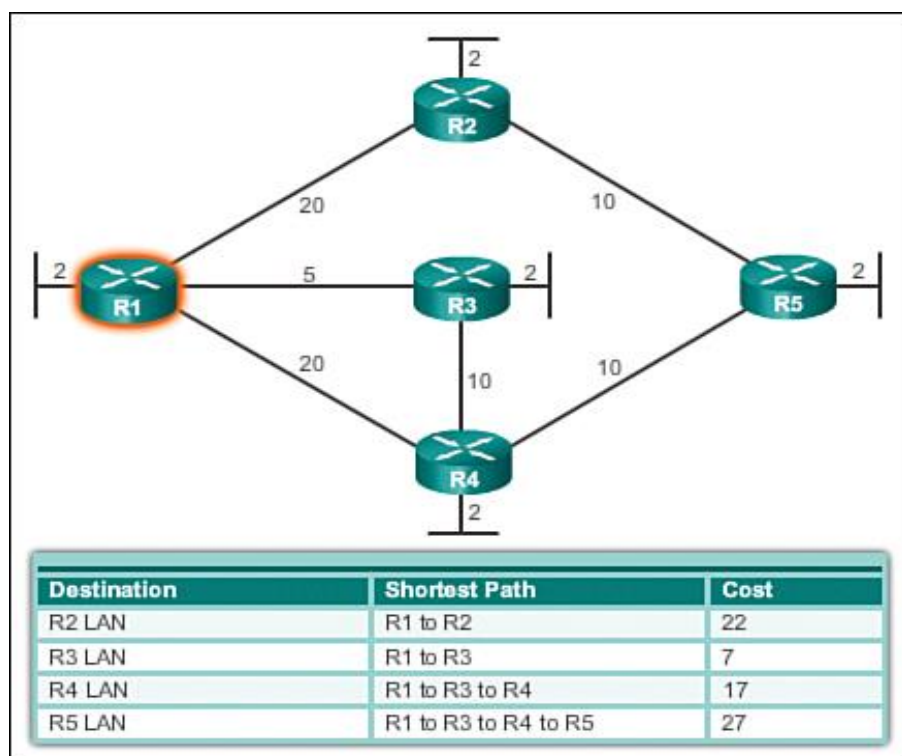 2
R2
20
10
2
R1
5
R3
2
R5
2
20
10
10
R4
2
Destination Shortest Path Cost
R2 LAN R1 to R2 22
R3 LAN R1 to R3 7
R4 LAN R1 to R3 to R4 17
R5 LAN R1 to R3 to R4 to R5 27